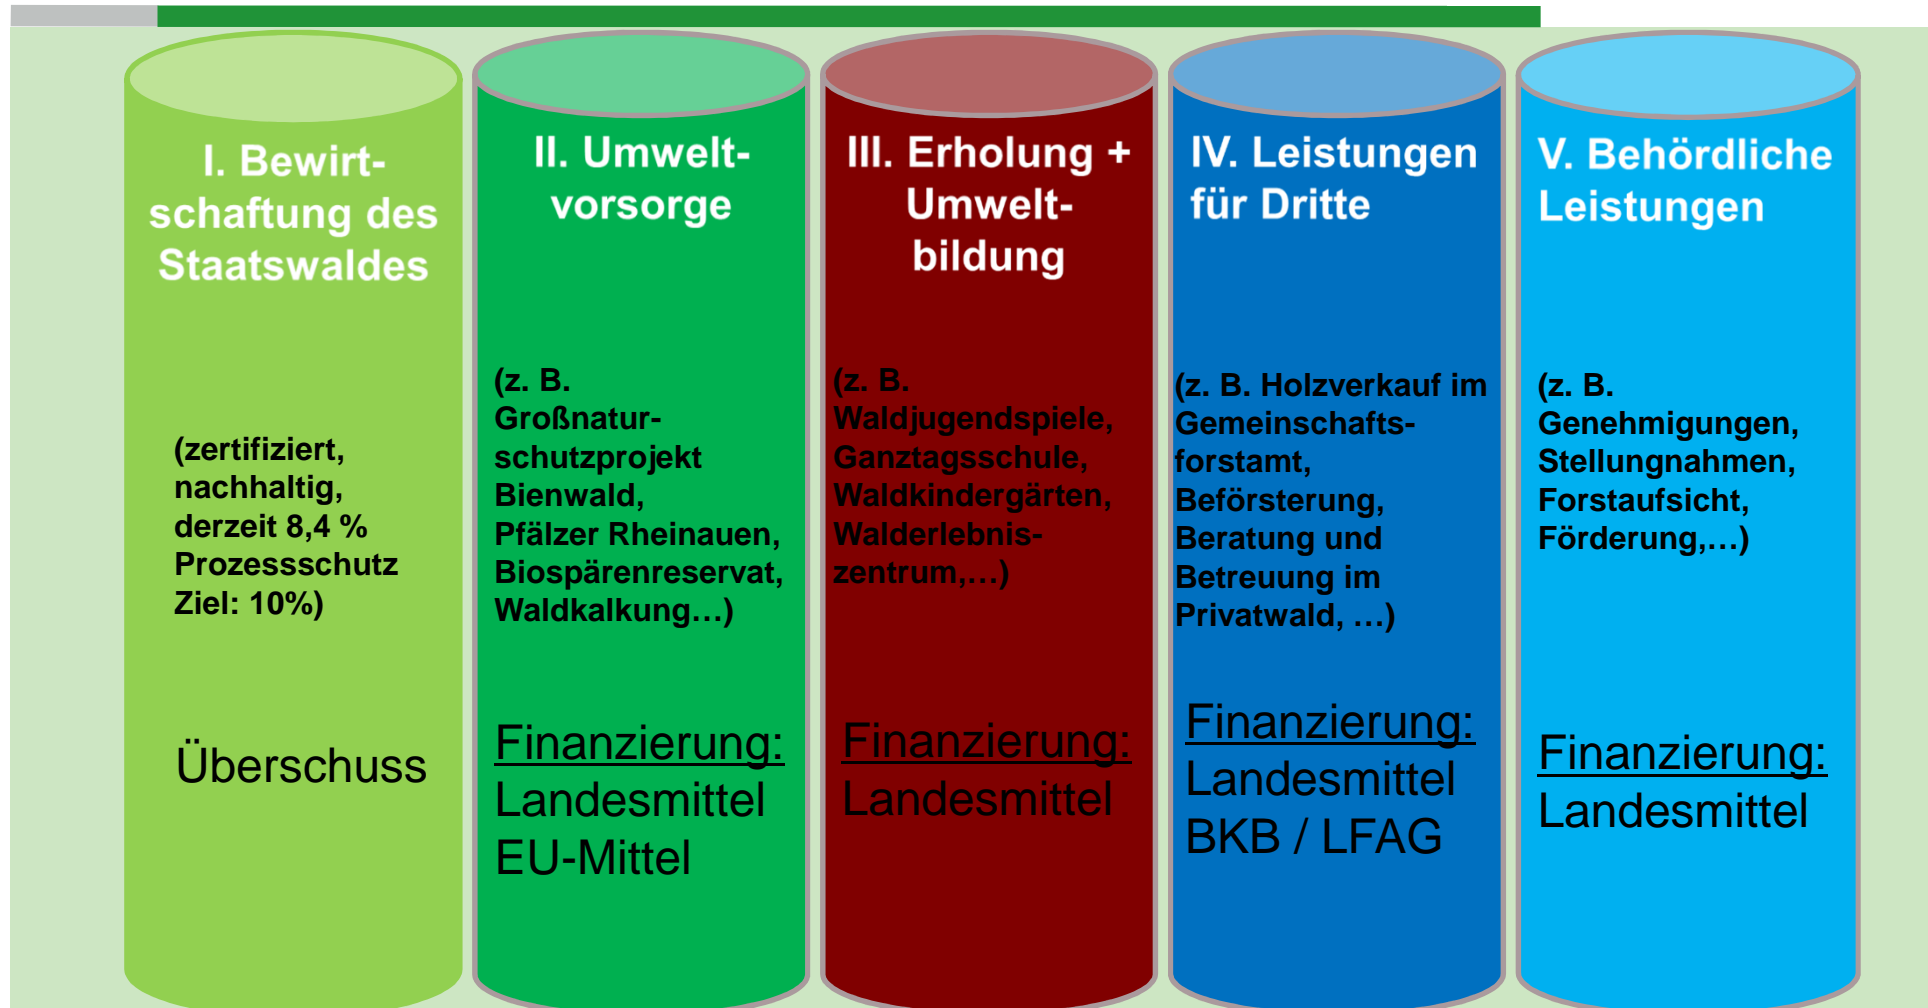 I. Bewirt-
schaftung des
Staatswaldes
(zertifiziert,
nachhaltig,
derzeit 8,4 %
Prozessschutz
Ziel: 10%)
Überschuss
II. Umwelt-
vorsorge
(z. B.
Großnatur-
schutzprojekt
Bienwald,
Pfälzer Rheinauen,
Biospärenreservat,
Waldkalkung…)
Finanzierung:
Landesmittel
EU-Mittel
III. Erholung +
Umwelt-
bildung
(z. B.
Waldjugendspiele,
Ganztagsschule,
Waldkindergärten,
Walderlebnis-
zentrum,…)
Finanzierung:
Landesmittel
IV. Leistungen
für Dritte
(z. B. Holzverkauf im
Gemeinschafts-
forstamt,
Beförsterung,
Beratung und
Betreuung im
Privatwald, …)
Finanzierung:
Landesmittel
BKB / LFAG
V. Behördliche
Leistungen
(z. B.
Genehmigungen,
Stellungnahmen,
Forstaufsicht,
Förderung,…)
Finanzierung:
Landesmittel